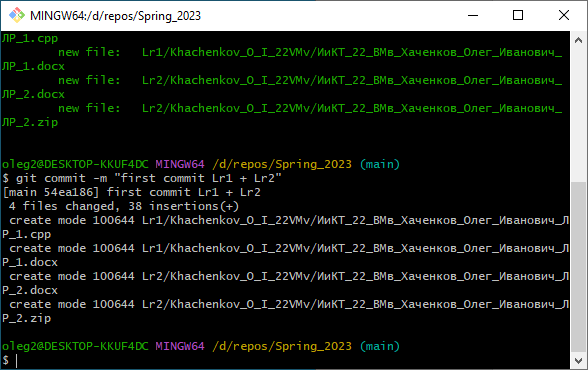 MINGW64:/d/repos/Spring_2023
ЛР_1.cpp
new file:   Lr1/Khachenkov_O_I_22VMv/ИиКТ_22_ВМв_Хаченков_Олег_Иванович_
ЛР_1.docx
new file:   Lr2/Khachenkov_O_I_22VMv/ИиКТ_22_ВМв_Хаченков_Олег_Иванович_
ЛР_2.docx
new file:   Lr2/Khachenkov_O_I_22VMv/ИиКТ_22_ВМв_Хаченков_Олег_Иванович_
ЛР_2.zip
oleg2@DESKTOP-KKUF4DC MINGW64 /d/repos/Spring_2023 (main)
$ git commit -m "first commit Lr1 + Lr2"
[main 54ea186] first commit Lr1 + Lr2
4 files changed, 38 insertions(+)
create mode 100644 Lr1/Khachenkov_O_I_22VMv/ИиКТ_22_ВМв_Хаченков_Олег_Иванович_Л
Р_1.cpp
create mode 100644 Lr1/Khachenkov_O_I_22VMv/ИиКТ_22_ВМв_Хаченков_Олег_Иванович_Л
Р_1.docx
create mode 100644 Lr2/Khachenkov_O_I_22VMv/ИиКТ_22_ВМв_Хаченков_Олег_Иванович_Л
Р_2.docx
create mode 100644 Lr2/Khachenkov_O_I_22VMv/ИиКТ_22_ВМв_Хаченков_Олег_Иванович_Л
Р_2.zip
oleg2@DESKTOP-KKUF4DC MINGW64 /d/repos/Spring_2023 (main)
$